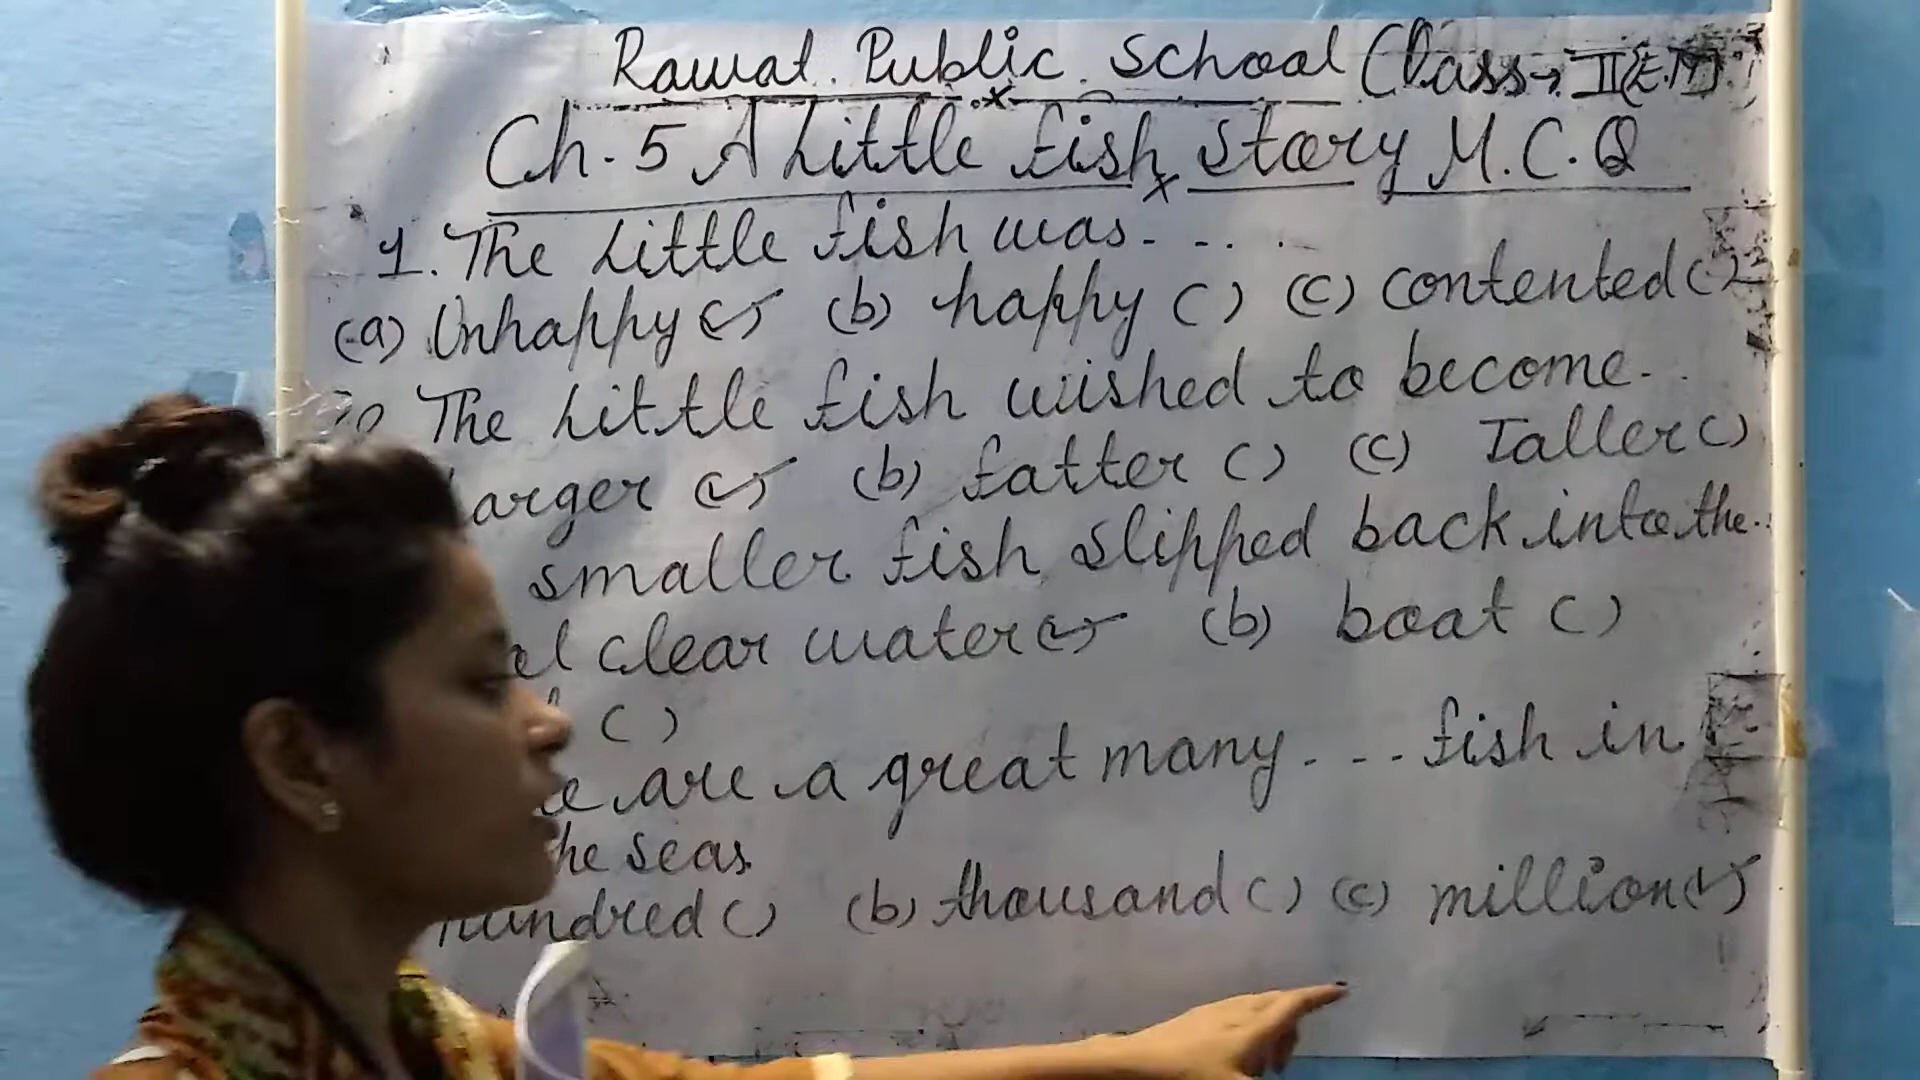 Rawat Public School Class → II(E.M)
Ch. 5 A Little Fish Story M.C.Q
1. The Little fish was....
(a) Unhappy (✓) (b) happy ( ) (c) contented ( )
The Little fish wished to become..
arger (✓) (b) fatter ( ) (c) Taller ( )
smaller fish slipped back into the..
clear water (✓) (b) boat ( )
( )
are a great many.... fish in
he seas
hundred ( ) (b) thousand ( ) (c) million (✓)